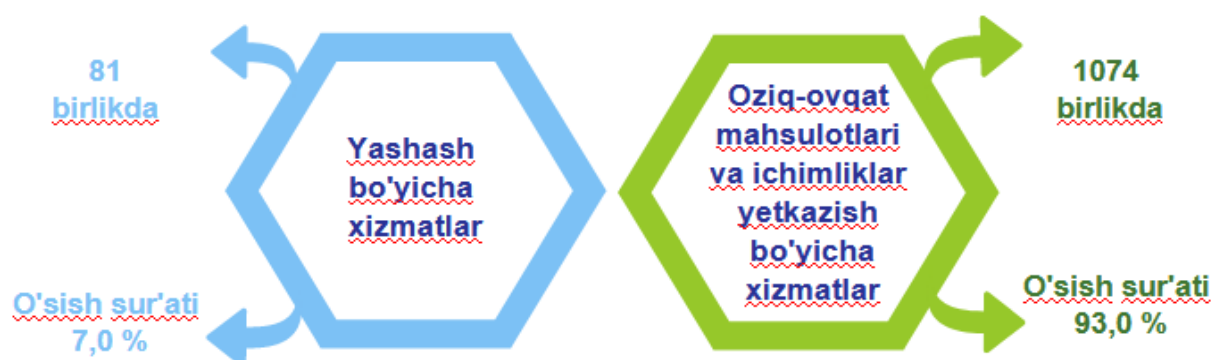 81
birlikda
Yashash
bo'yicha
xizmatlar
O'sish sur'ati
7,0 %
Oziq-ovqat
mahsulotlari
va ichimliklar
yetkazish
bo'yicha
xizmatlar
1074
birlikda
O'sish sur'ati
93,0 %